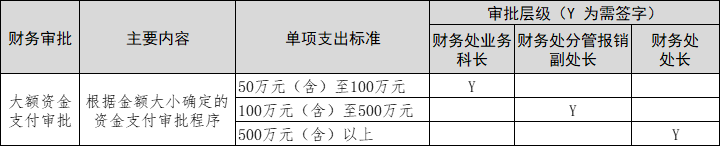 财务审批
主要内容
单项支出标准
审批层级（Y 为需签字）
财务处业务
科长
财务处分管报销
副处长
财务处
处长
大额资金
支付审批
根据金额大小确定的
资金支付审批程序
50万元（含）至100万元
Y
100万元（含）至500万元
Y
500万元（含）以上
Y